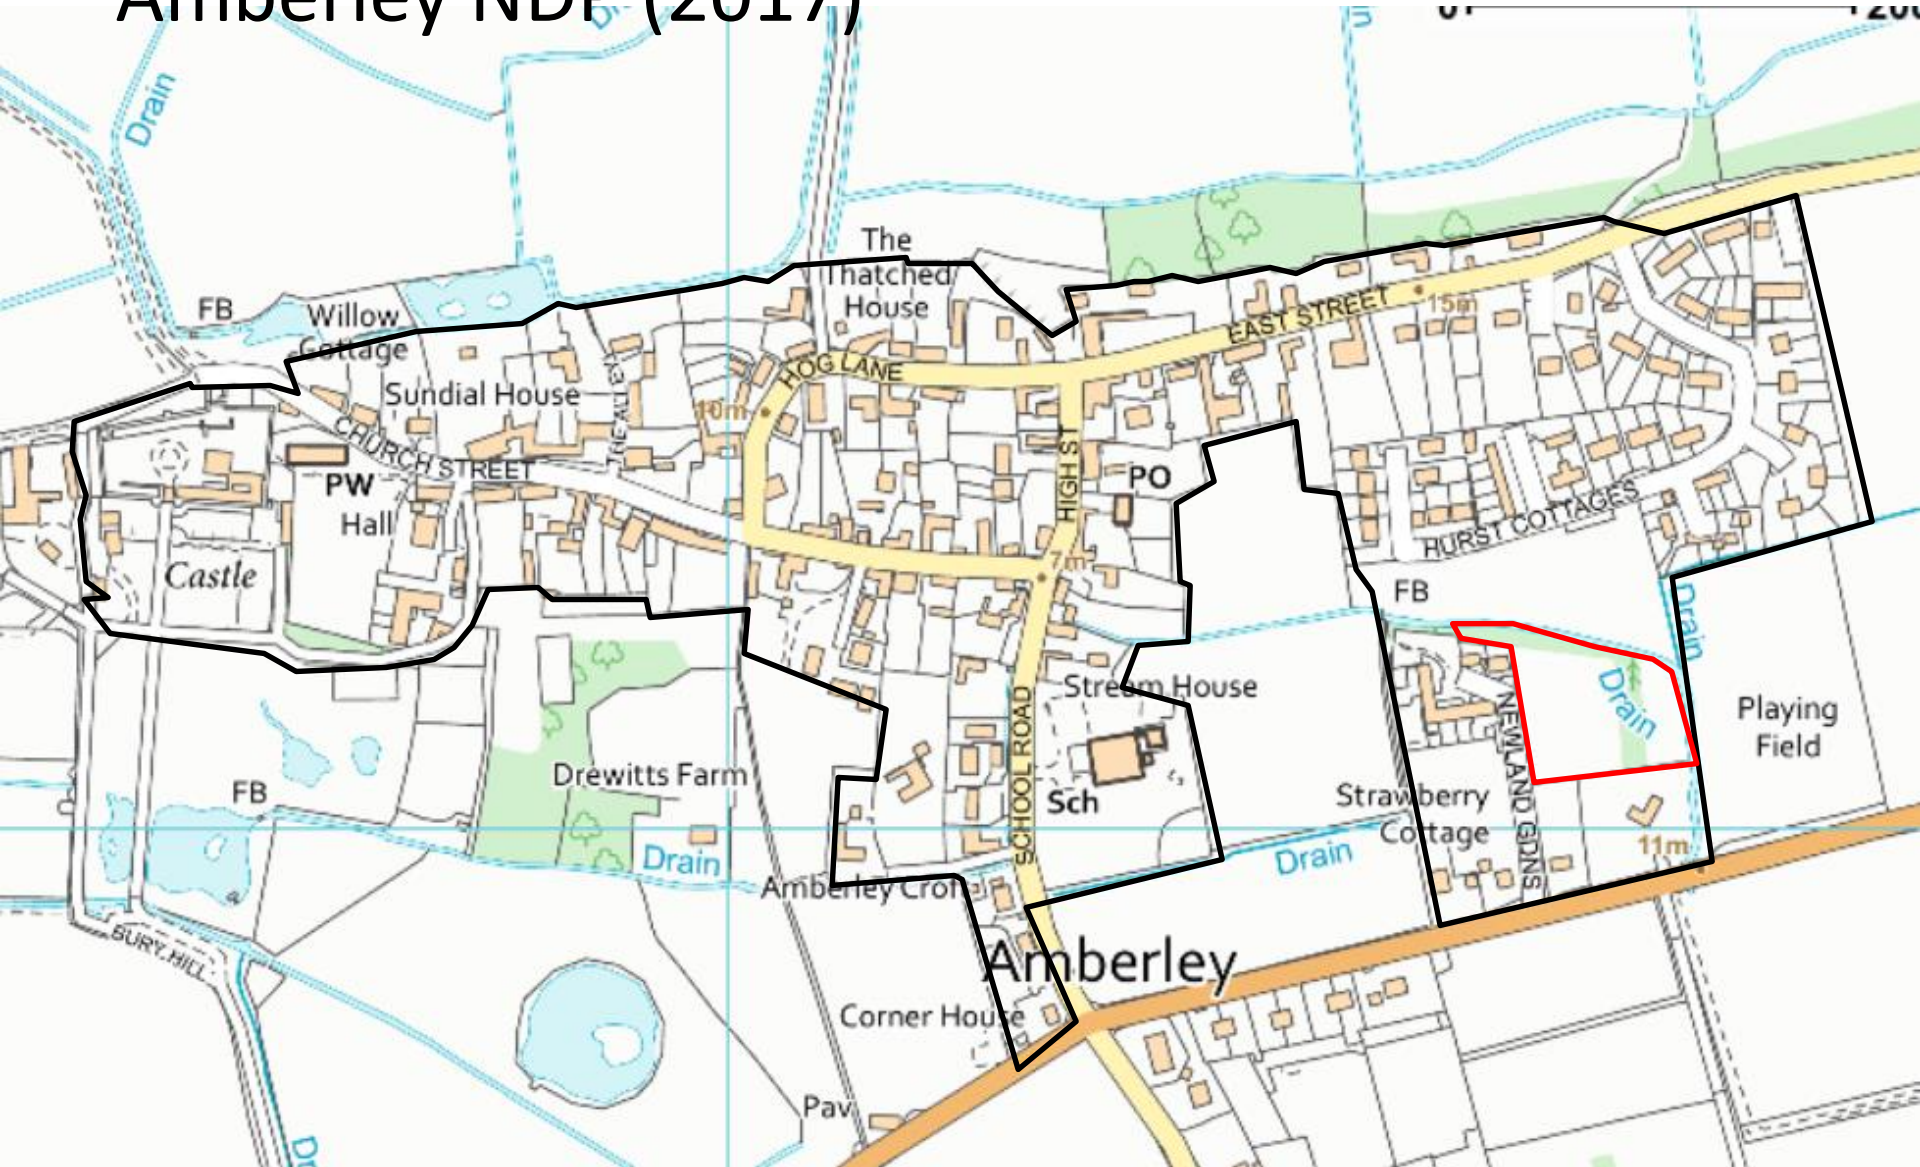 Amberley NDP (2017)
Drain
FB
Willow
Cottage
The
Thatched
House
Sundial House
THE ALLEY
HOG LANE
10m
EAST STREET
15m
CHURCH STREET
PW
Hall
HIGH ST
PO
Castle
7m
HURST COTTAGES
FB
Drain
Drain
Stream House
SCHOOL ROAD
NEWLAND GDNS
Playing
Field
Drewitts Farm
FB
Sch
Strawberry
Cottage
11m
Drain
Drain
Amberley Croft
BURY HILL
Amberley
Corner House
Pav